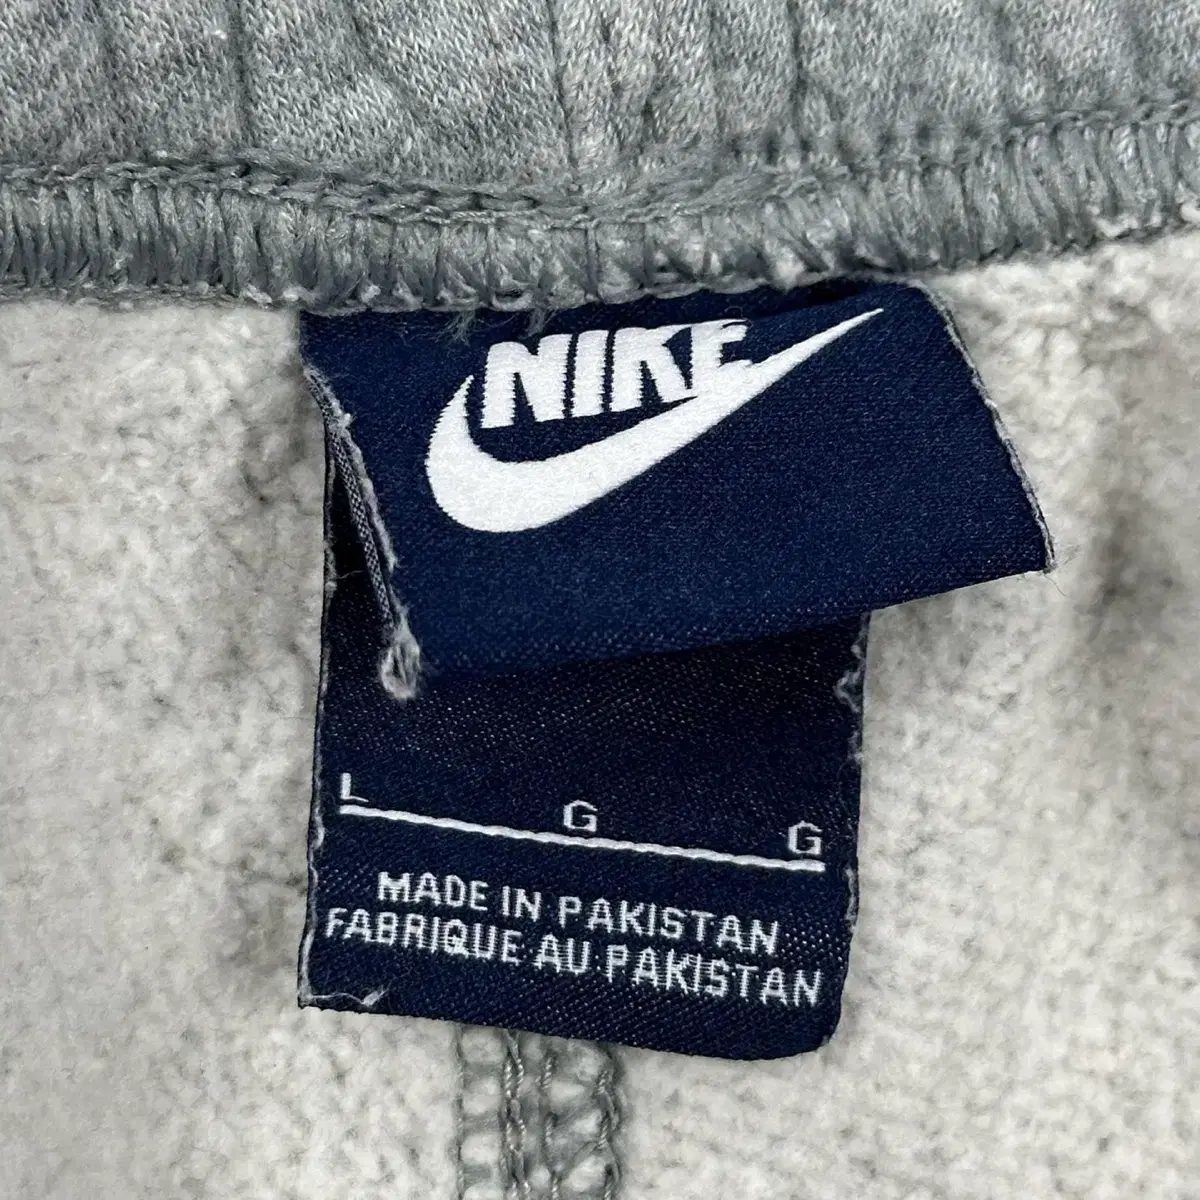 NIKE
L G G
MADE IN PAKISTAN
FABRIQUE AU PAKISTAN